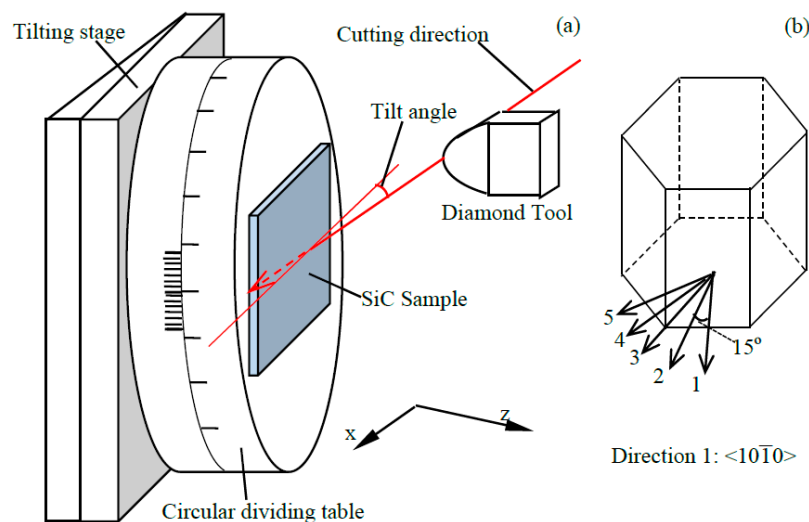 Tilting stage
Cutting direction
(a)
(b)
Tilt angle
Diamond Tool
SiC Sample
5
4
3
2
1
15º
x
z
Direction 1: <101̅0>
Circular dividing table